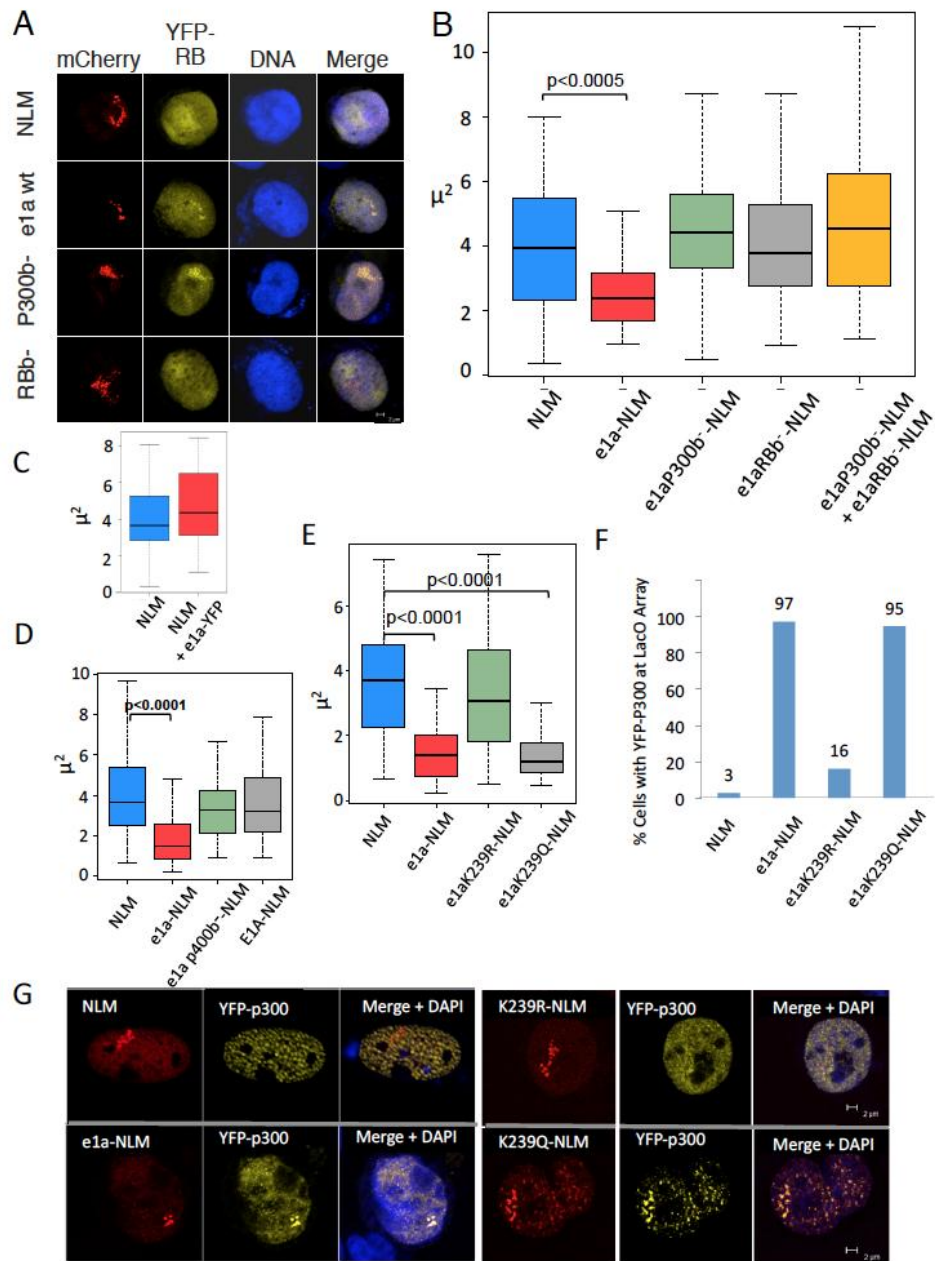 A
mCherry
YFP-
RB
DNA
Merge
NLM
e1a wt
P300b-
RBb-
B
p<0.0005
μ²
10
8
6
4
2
0
NLM
e1a-NLM
e1aP300b⁻-NLM
e1aRBb⁻-NLM
e1aP300b⁻-NLM
+ e1aRBb⁻-NLM
C
μ²
8
6
4
2
0
NLM
NLM
+ e1a-YFP
D
p<0.0001
μ²
10
8
6
4
2
0
NLM
e1a-NLM
e1a p400b⁻-NLM
E1A-NLM
E
p<0.0001
p<0.0001
μ²
6
4
2
0
NLM
e1a-NLM
e1aK239R-NLM
e1aK239Q-NLM
F
% Cells with YFP-P300 at LacO Array
100
80
60
40
20
0
3
97
16
95
NLM
e1a-NLM
e1aK239R-NLM
e1aK239Q-NLM
G
NLM
YFP-p300
Merge + DAPI
K239R-NLM
YFP-p300
Merge + DAPI
2 μm
e1a-NLM
YFP-p300
Merge + DAPI
K239Q-NLM
YFP-p300
Merge + DAPI
2 μm